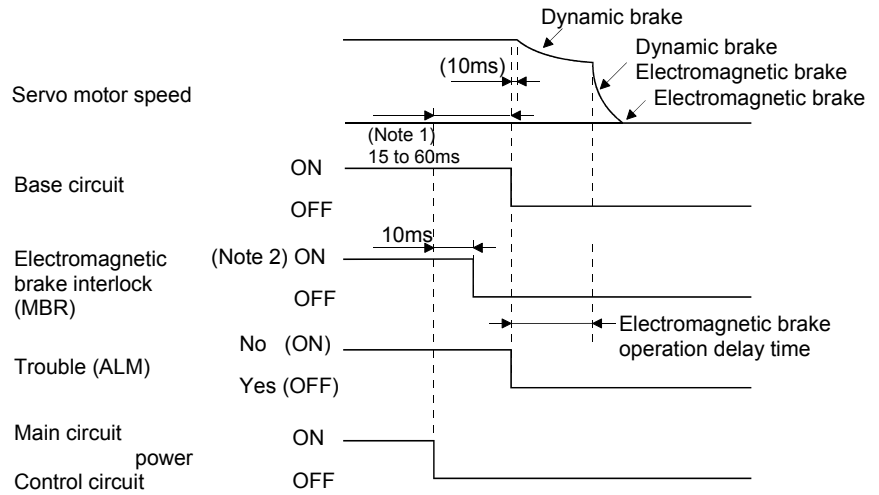 Dynamic brake
Dynamic brake
Electromagnetic brake
Electromagnetic brake
(10ms)
Servo motor speed
(Note 1)
15 to 60ms
Base circuit
ON
OFF
10ms
Electromagnetic
brake interlock
(MBR)
(Note 2) ON
OFF
Electromagnetic brake
operation delay time
Trouble (ALM)
No (ON)
Yes (OFF)
Main circuit
power
Control circuit
ON
OFF